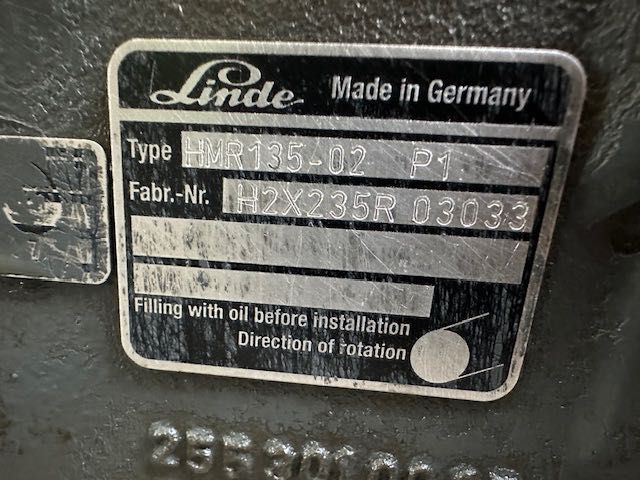 Linde Made in Germany
Type HMR135-02 P1
Fabr.-Nr. H2X235R 03033
Filling with oil before installation
Direction of rotation